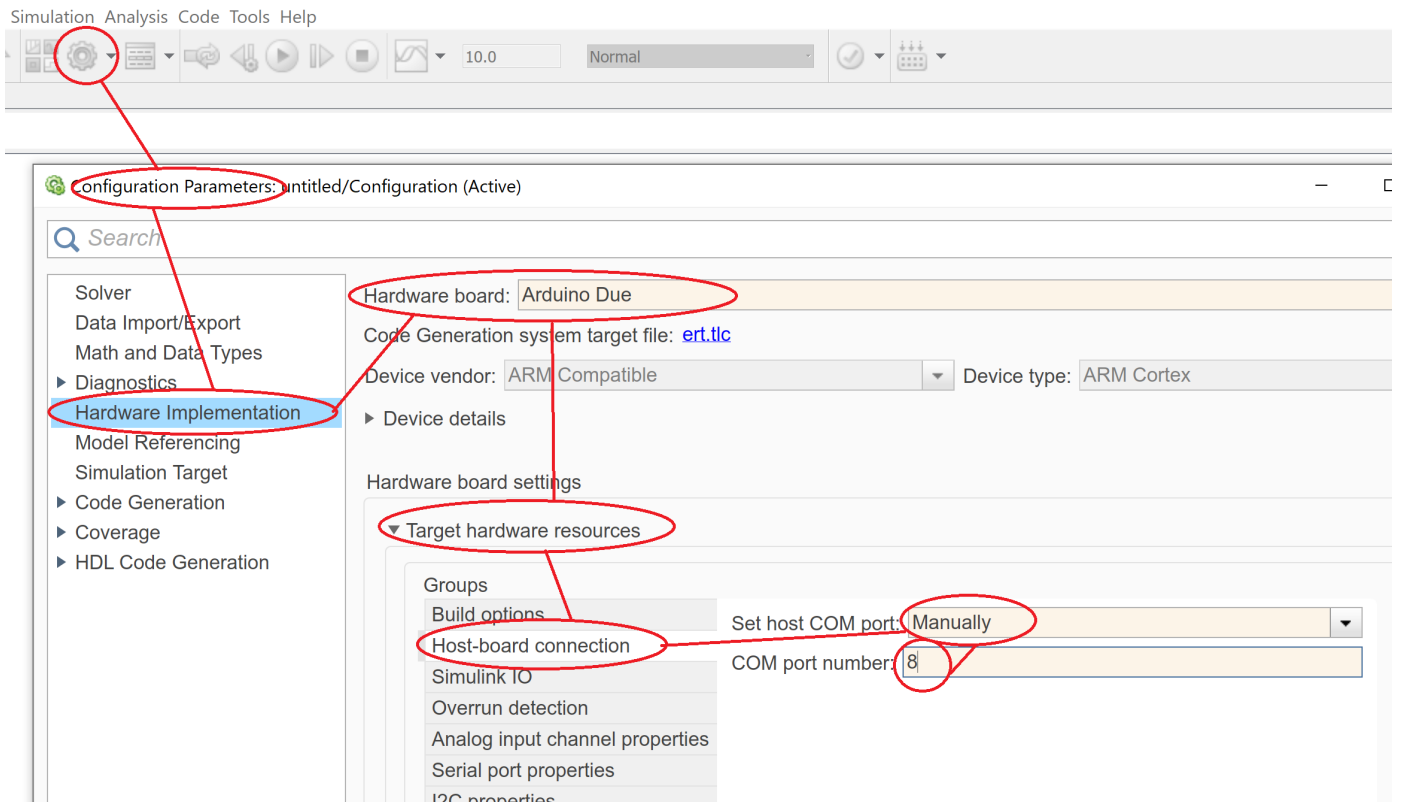 Simulation Analysis Code Tools Help
10.0 Normal
Configuration Parameters: untitled/Configuration (Active)
Search
Solver
Data Import/Export
Math and Data Types
Diagnostics
Hardware Implementation
Model Referencing
Simulation Target
Code Generation
Coverage
HDL Code Generation
Hardware board: Arduino Due
Code Generation system target file: ert.tlc
Device vendor: ARM Compatible Device type: ARM Cortex
Device details
Hardware board settings
Target hardware resources
Groups
Build options
Host-board connection
Simulink IO
Overrun detection
Analog input channel properties
Serial port properties
I2C properties
Set host COM port: Manually
COM port number: 8